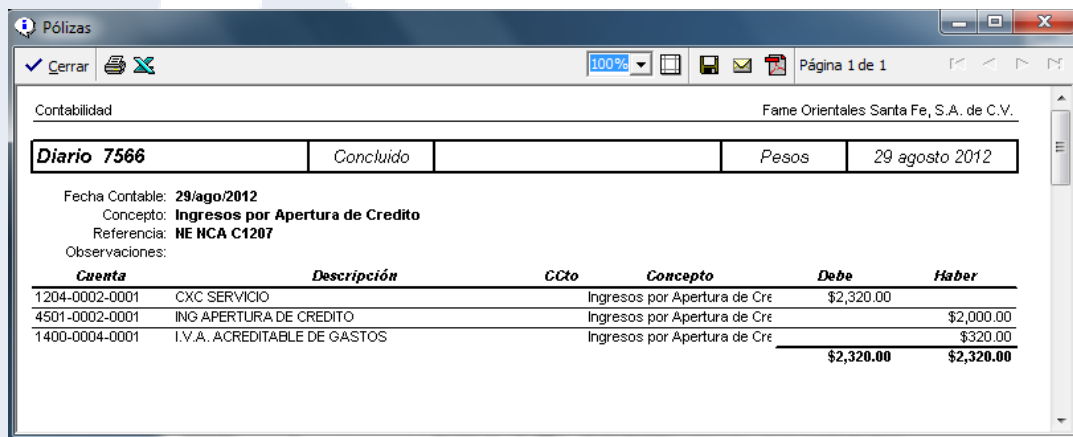 Pólizas
Cerrar 100% Página 1 de 1
Contabilidad Fame Orientales Santa Fe, S.A. de C.V.
Diario 7566 Concluido Pesos 29 agosto 2012
Fecha Contable: 29/ago/2012
Concepto: Ingresos por Apertura de Credito
Referencia: NE NCA C1207
Observaciones:
Cuenta Descripción CCto Concepto Debe Haber
1204-0002-0001 CXC SERVICIO Ingresos por Apertura de Cre $2,320.00
4501-0002-0001 ING APERTURA DE CREDITO Ingresos por Apertura de Cre $2,000.00
1400-0004-0001 I.V.A. ACREDITABLE DE GASTOS Ingresos por Apertura de Cre $320.00
$2,320.00 $2,320.00